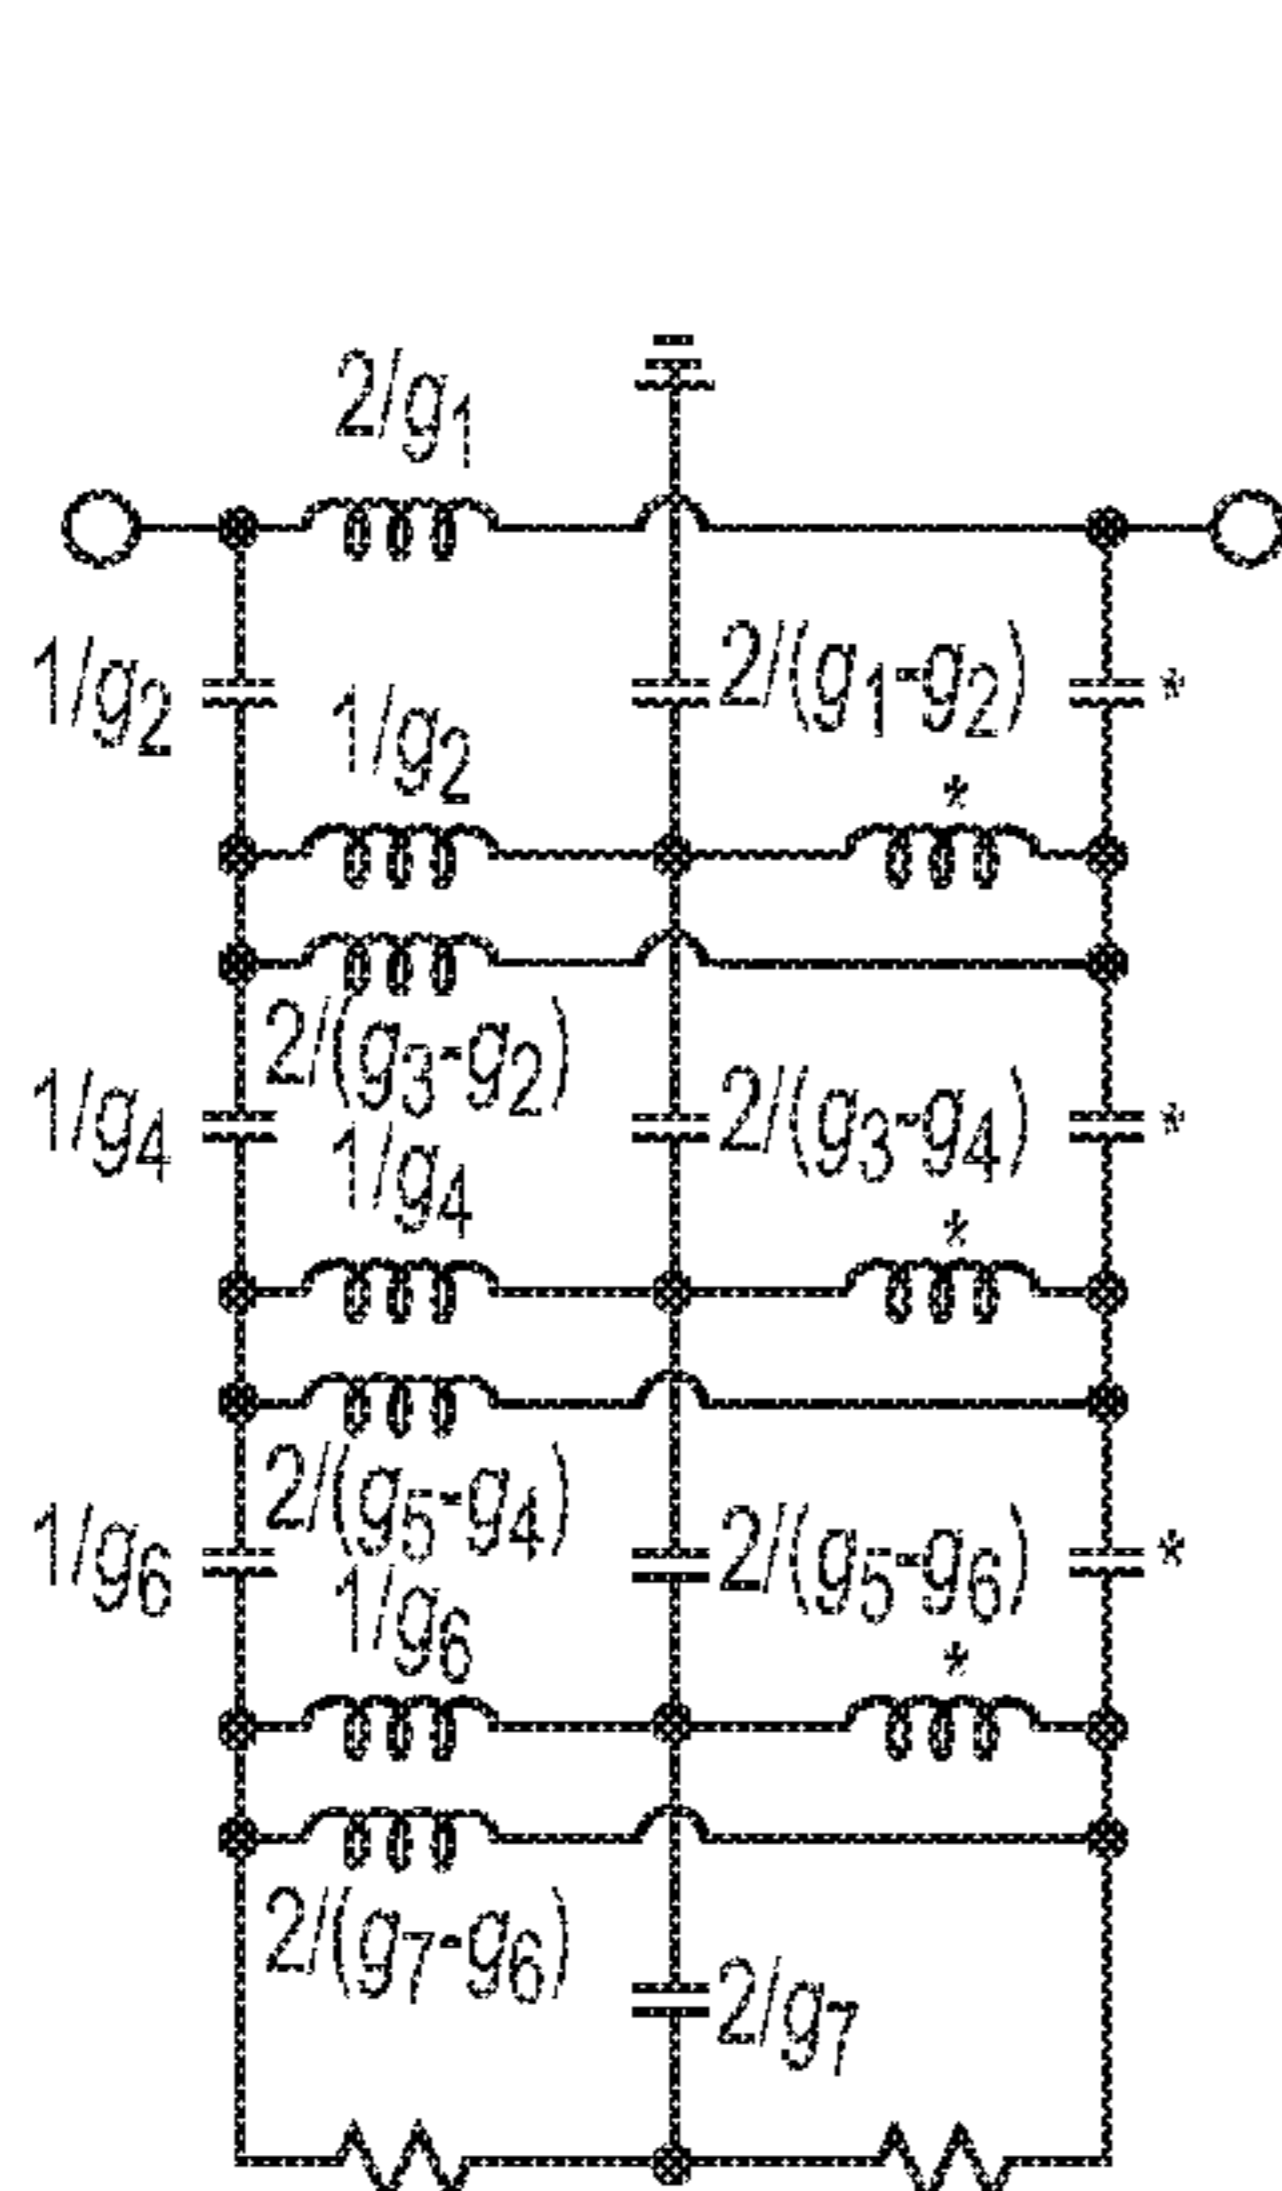 2/g1
1/g2 2/(g1-g2) *
1/g2 *
2/(g3-g2)
1/g4 2/(g3-g4) *
1/g4 *
2/(g5-g4)
1/g6 2/(g5-g6) *
1/g6 *
2/(g7-g6)
2/g7